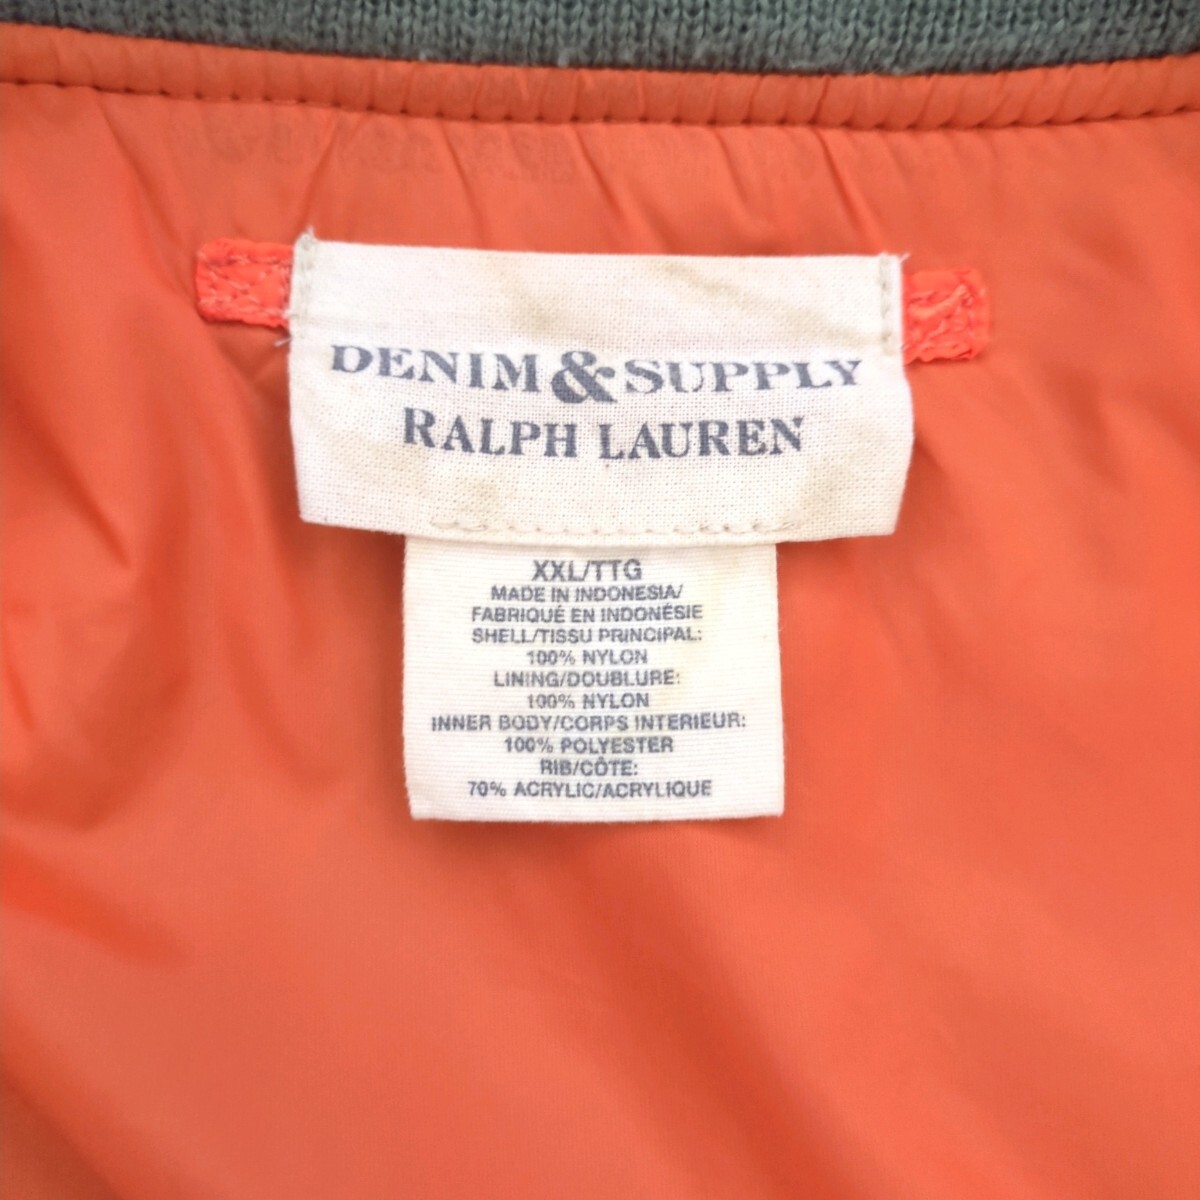 DENIM & SUPPLY
RALPH LAUREN
XXL/TTG
MADE IN INDONESIA/
FABRIQUÉ EN INDONÉSIE
SHELL/TISSU PRINCIPAL:
100% NYLON
LINING/DOUBLURE:
100% NYLON
INNER BODY/CORPS INTERIEUR:
100% POLYESTER
RIB/CÔTE:
70% ACRYLIC/ACRYLIQUE